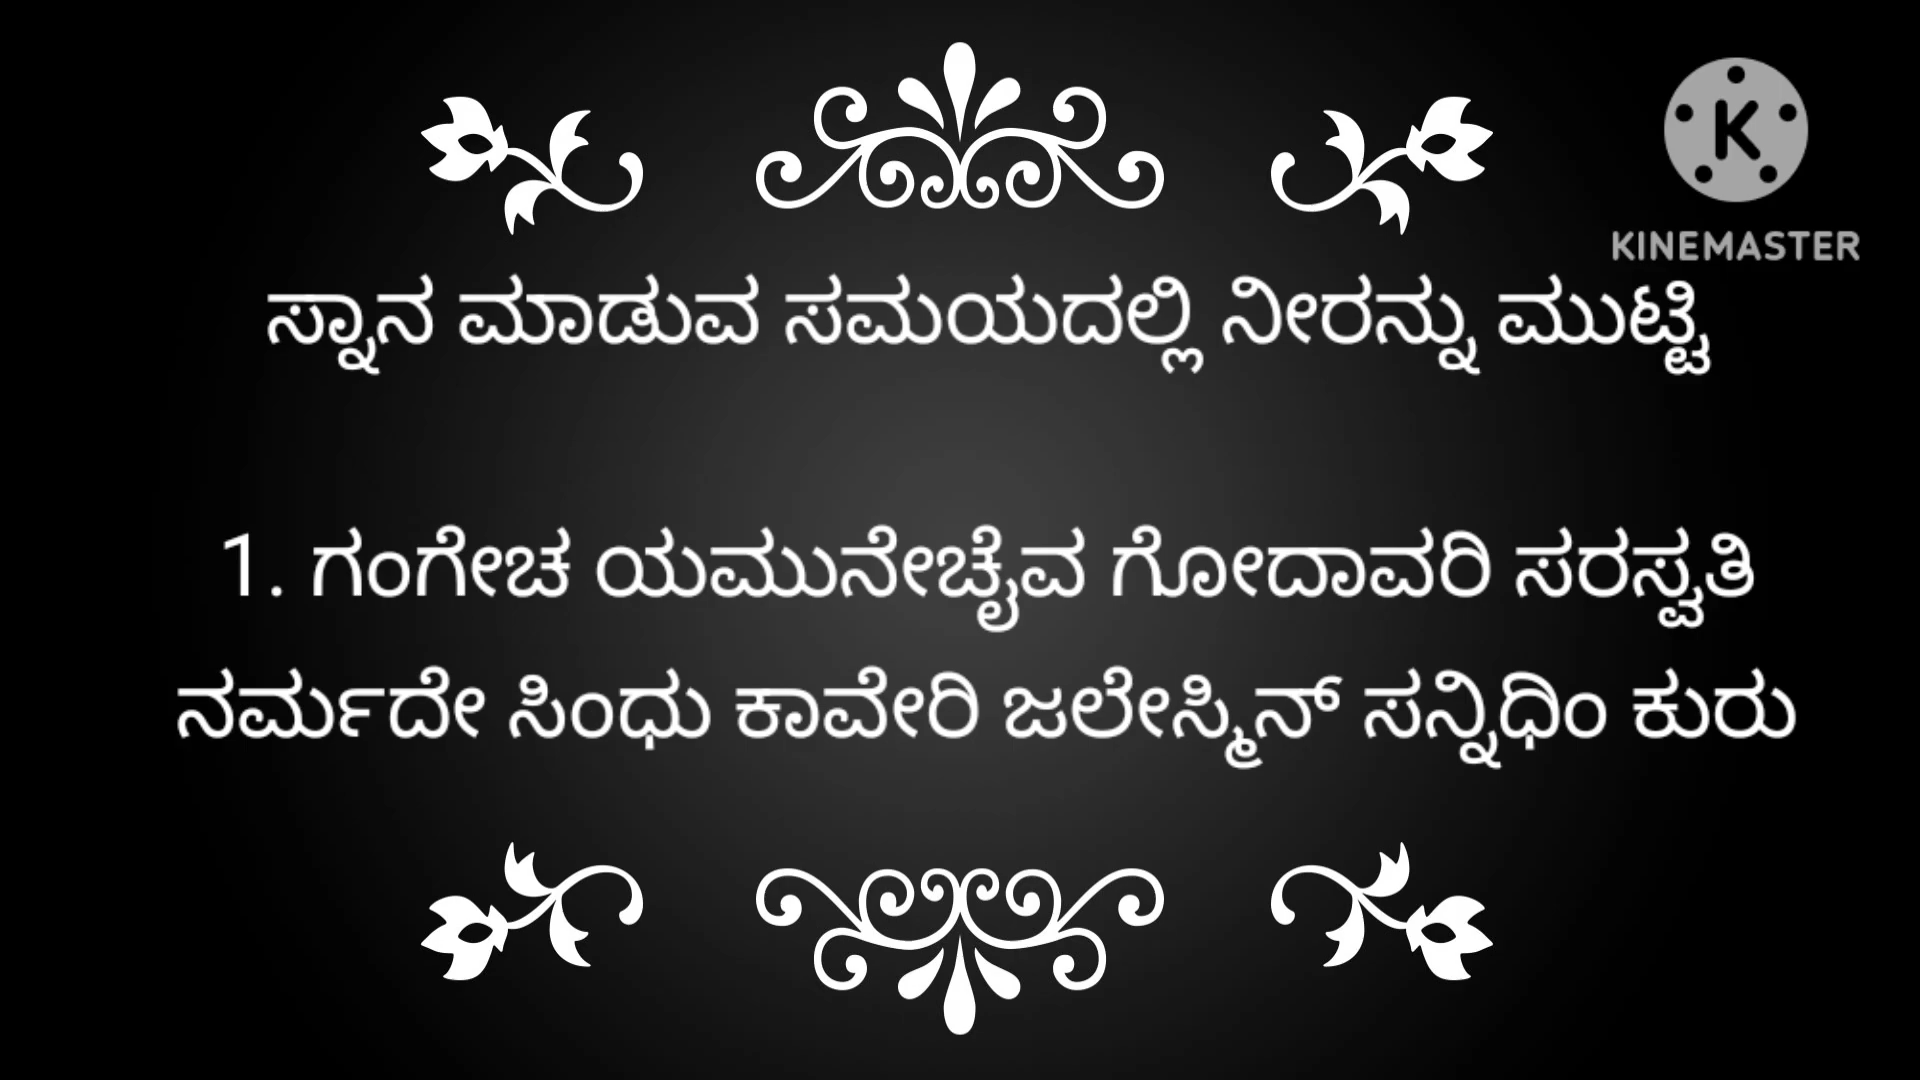 KINEMASTER
ಸ್ನಾನ ಮಾಡುವ ಸಮಯದಲ್ಲಿ ನೀರನ್ನು ಮುಟ್ಟಿ
1. ಗಂಗೇಚ ಯಮುನೇಚೈವ ಗೋದಾವರಿ ಸರಸ್ವತಿ
ನರ್ಮದೇ ಸಿಂಧು ಕಾವೇರಿ ಜಲೇಸ್ಮಿನ್ ಸನ್ನಿಧಿಂ ಕುರು